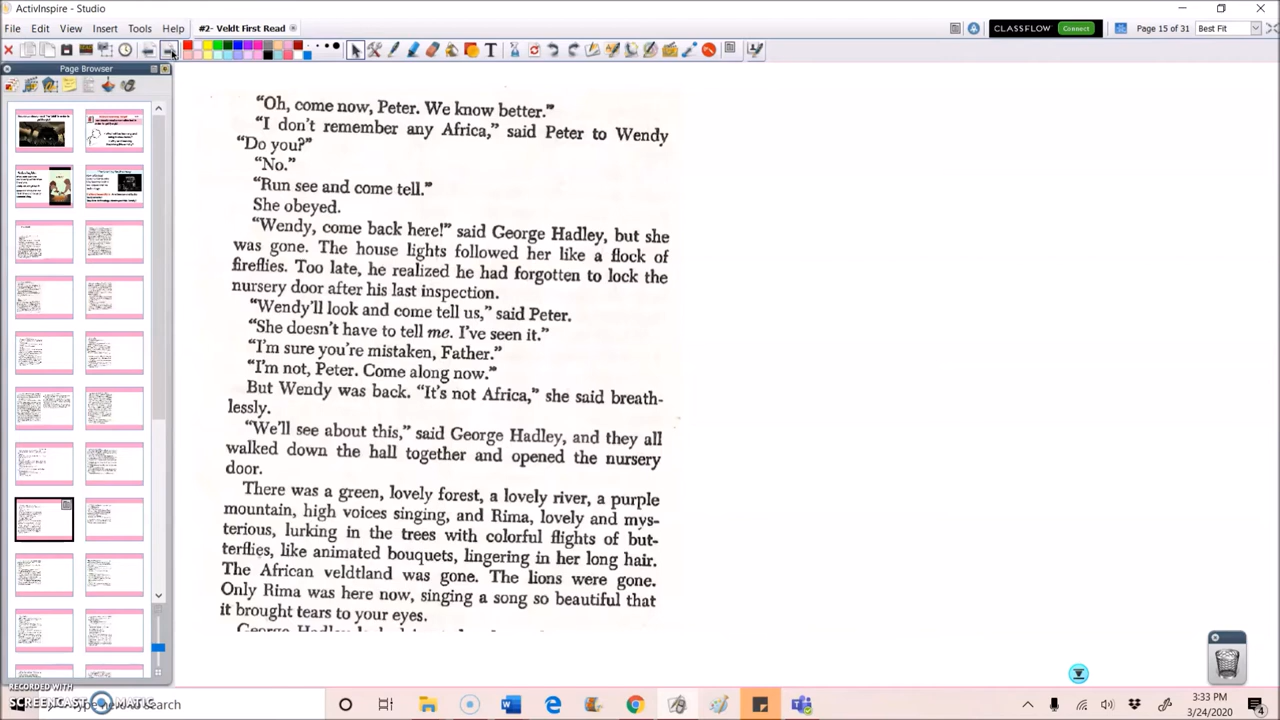 ActivInspire - Studio
File Edit View Insert Tools Help #2- Veldt First Read
CLASSFLOW Connect Page 15 of 31 Best Fit
Page Browser
"Oh, come now, Peter. We know better."
"I don't remember any Africa," said Peter to Wendy
"Do you?"
"No."
"Run see and come tell."
She obeyed.
"Wendy, come back here!" said George Hadley, but she
was gone. The house lights followed her like a flock of
fireflies. Too late, he realized he had forgotten to lock the
nursery door after his last inspection.
"Wendy'll look and come tell us," said Peter.
"She doesn't have to tell me. I've seen it."
"I'm sure you're mistaken, Father."
"I'm not, Peter. Come along now."
But Wendy was back. "It's not Africa," she said breath-
lessly.
"We'll see about this," said George Hadley, and they all
walked down the hall together and opened the nursery
door.
There was a green, lovely forest, a lovely river, a purple
mountain, high voices singing, and Rima, lovely and mys-
terious, lurking in the trees with colorful flights of but-
terflies, like animated bouquets, lingering in her long hair.
The African veldtland was gone. The lions were gone.
Only Rima was here now, singing a song so beautiful that
it brought tears to your eyes.
George Hadley
RECORDED WITH
SCREENCAST MATIC
to search
3:33 PM
3/24/2020
4